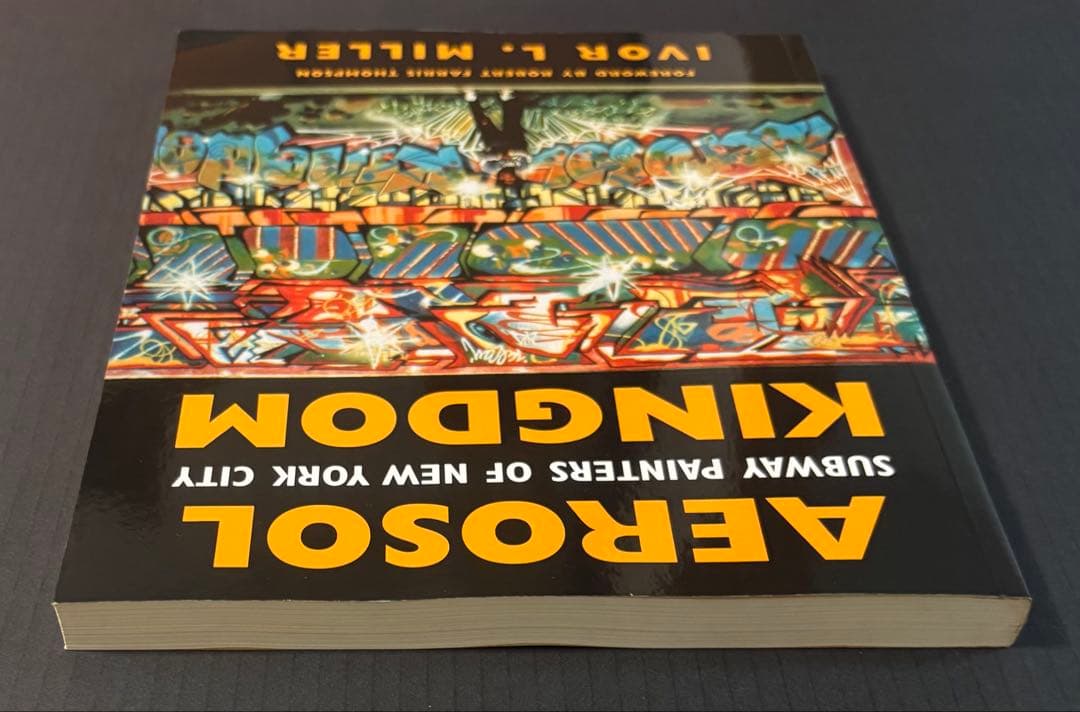 AEROSOL
SUBWAY PAINTERS OF NEW YORK CITY
KINGDOM
FOREWORD BY ROBERT FARRIS THOMPSON
IVOR L. MILLER